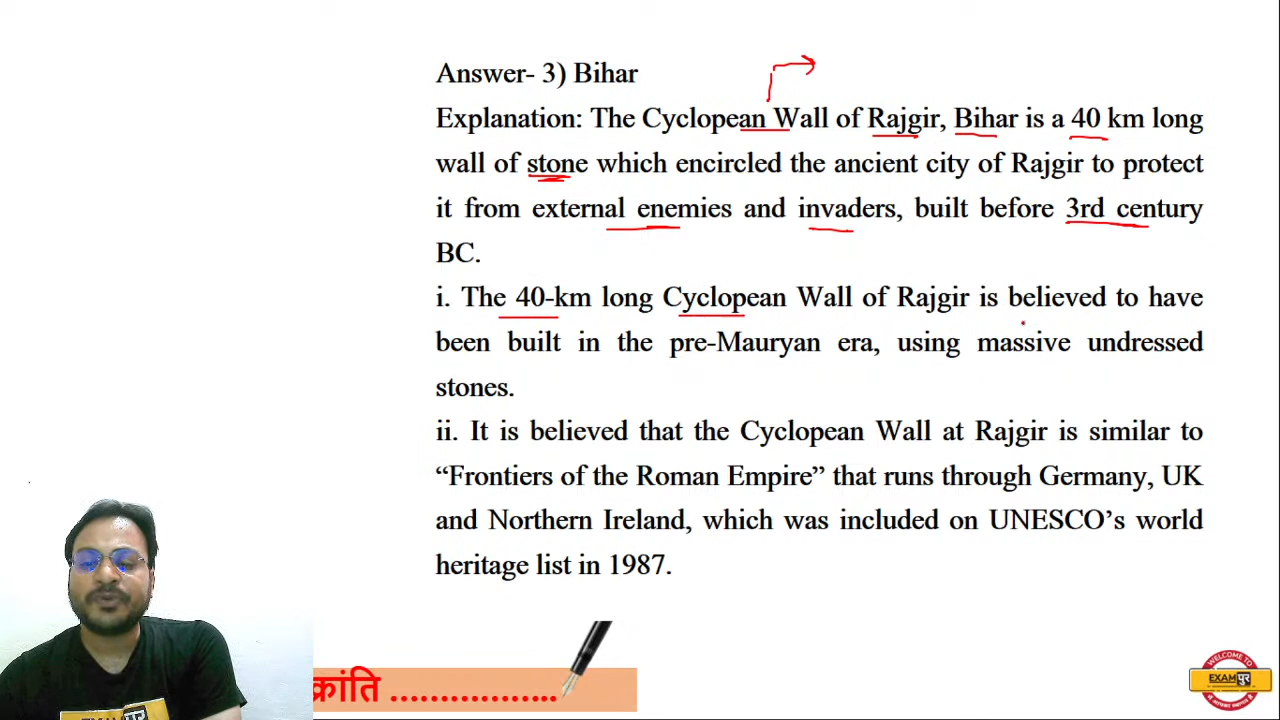 Answer- 3) Bihar
Explanation: The Cyclopean Wall of Rajgir, Bihar is a 40 km long
wall of stone which encircled the ancient city of Rajgir to protect
it from external enemies and invaders, built before 3rd century
BC.
i. The 40-km long Cyclopean Wall of Rajgir is believed to have
been built in the pre-Mauryan era, using massive undressed
stones.
ii. It is believed that the Cyclopean Wall at Rajgir is similar to
“Frontiers of the Roman Empire” that runs through Germany, UK
and Northern Ireland, which was included on UNESCO’s world
heritage list in 1987.
क्रांति ..................
WELCOME TO
EXAM पुर